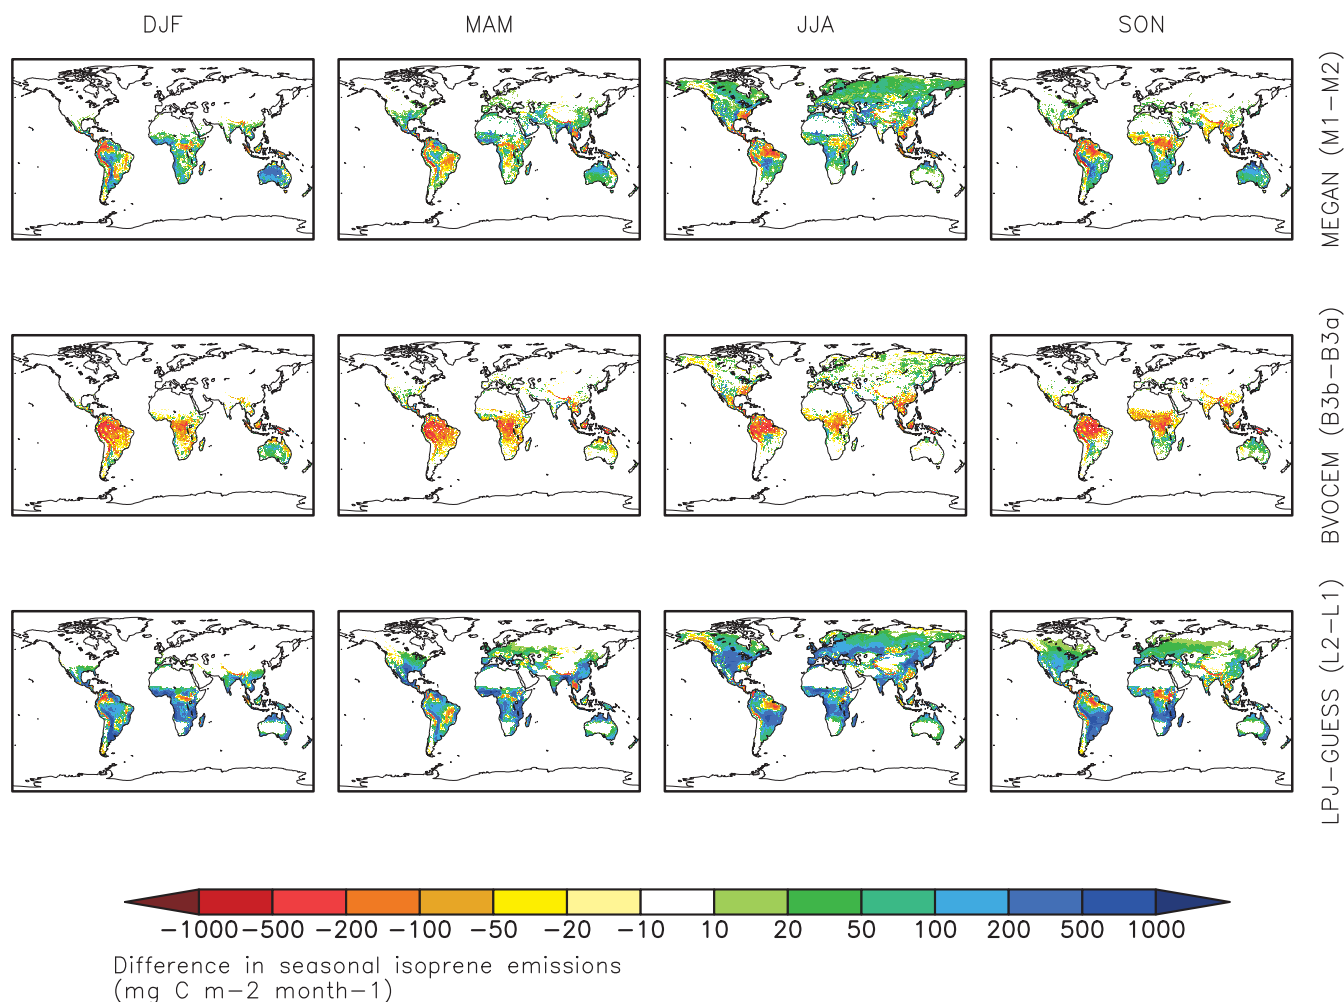 DJF MAM JJA SON
MEGAN (M1-M2)
BVOCEM (B3b-B3a)
LPJ-GUESS (L2-L1)
-1000 -500 -200 -100 -50 -20 -10 10 20 50 100 200 500 1000
Difference in seasonal isoprene emissions
(mg C m-2 month-1)